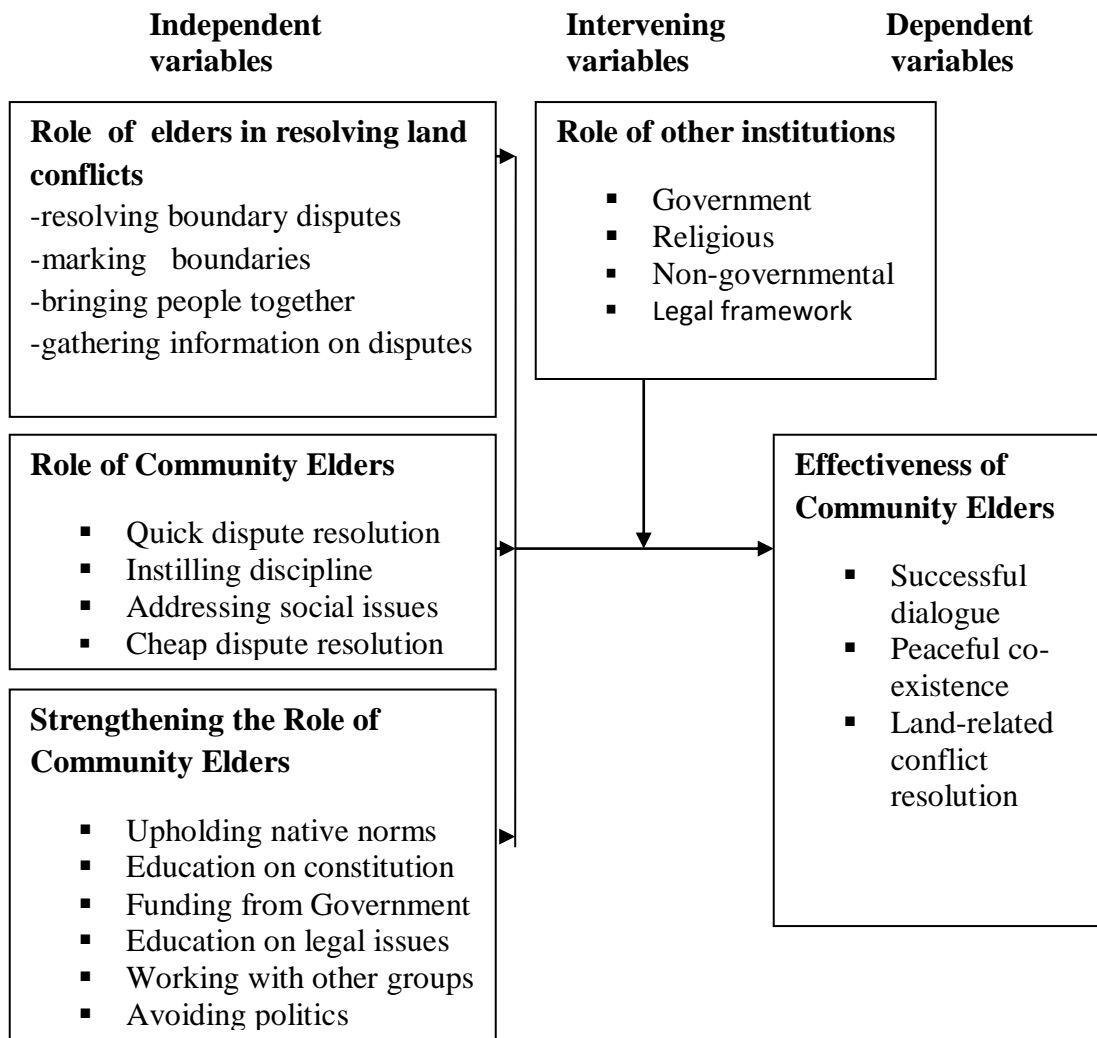 Independent variables
Intervening variables
Dependent variables
Role of elders in resolving land
conflicts
-resolving boundary disputes
-marking boundaries
-bringing people together
-gathering information on disputes
Role of other institutions
▪ Government
▪ Religious
▪ Non-governmental
▪ Legal framework
Role of Community Elders
▪ Quick dispute resolution
▪ Instilling discipline
▪ Addressing social issues
▪ Cheap dispute resolution
Effectiveness of
Community Elders
▪ Successful
dialogue
▪ Peaceful co-
existence
▪ Land-related
conflict
resolution
Strengthening the Role of
Community Elders
▪ Upholding native norms
▪ Education on constitution
▪ Funding from Government
▪ Education on legal issues
▪ Working with other groups
▪ Avoiding politics